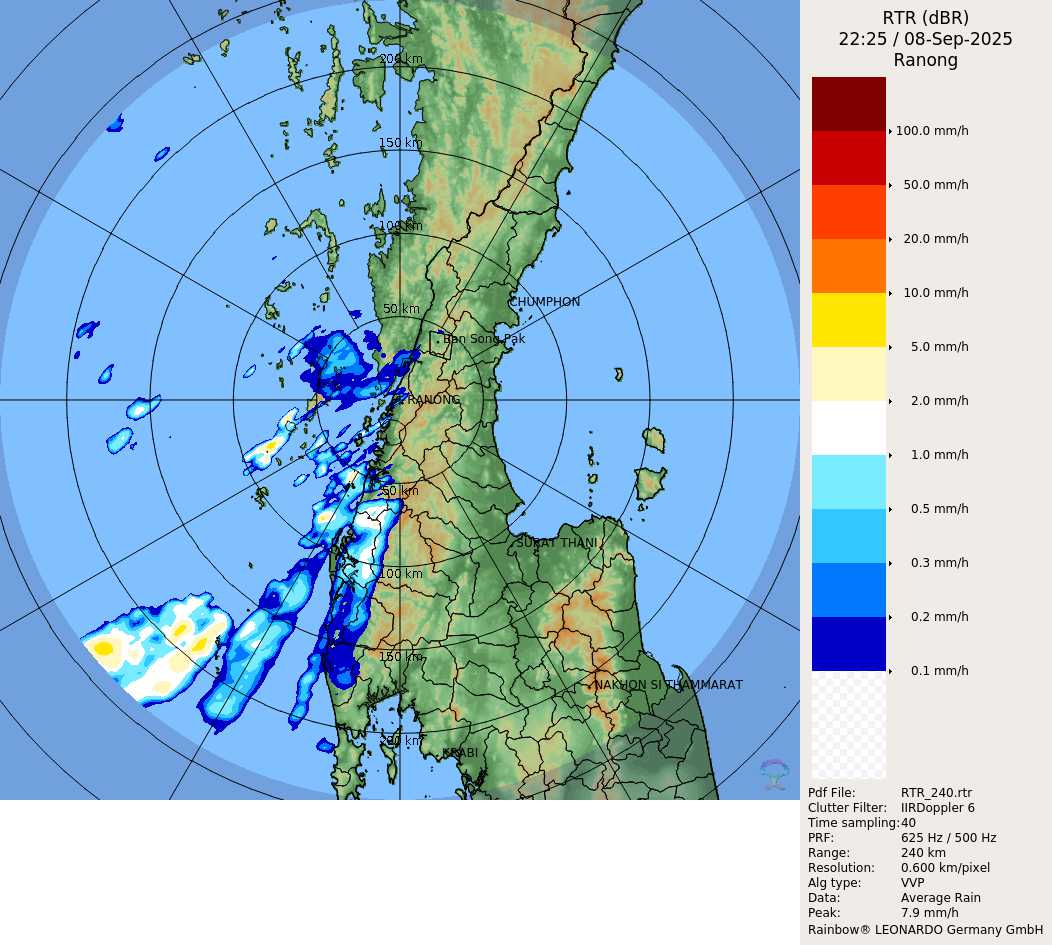 RTR (dBR)
22:25 / 08-Sep-2025
Ranong
200 km
150 km
100 km
50 km
CHUMPHON
Ban Song Pak
RANONG
50 km
SURAT THANI
100 km
150 km
NAKHON SI THAMMARAT
200 km
KRABI
100.0 mm/h
50.0 mm/h
20.0 mm/h
10.0 mm/h
5.0 mm/h
2.0 mm/h
1.0 mm/h
0.5 mm/h
0.3 mm/h
0.2 mm/h
0.1 mm/h
Pdf File: RTR_240.rtr
Clutter Filter: IIRDoppler 6
Time sampling:40
PRF: 625 Hz / 500 Hz
Range: 240 km
Resolution: 0.600 km/pixel
Alg type: VVP
Data: Average Rain
Peak: 7.9 mm/h
Rainbow® LEONARDO Germany GmbH